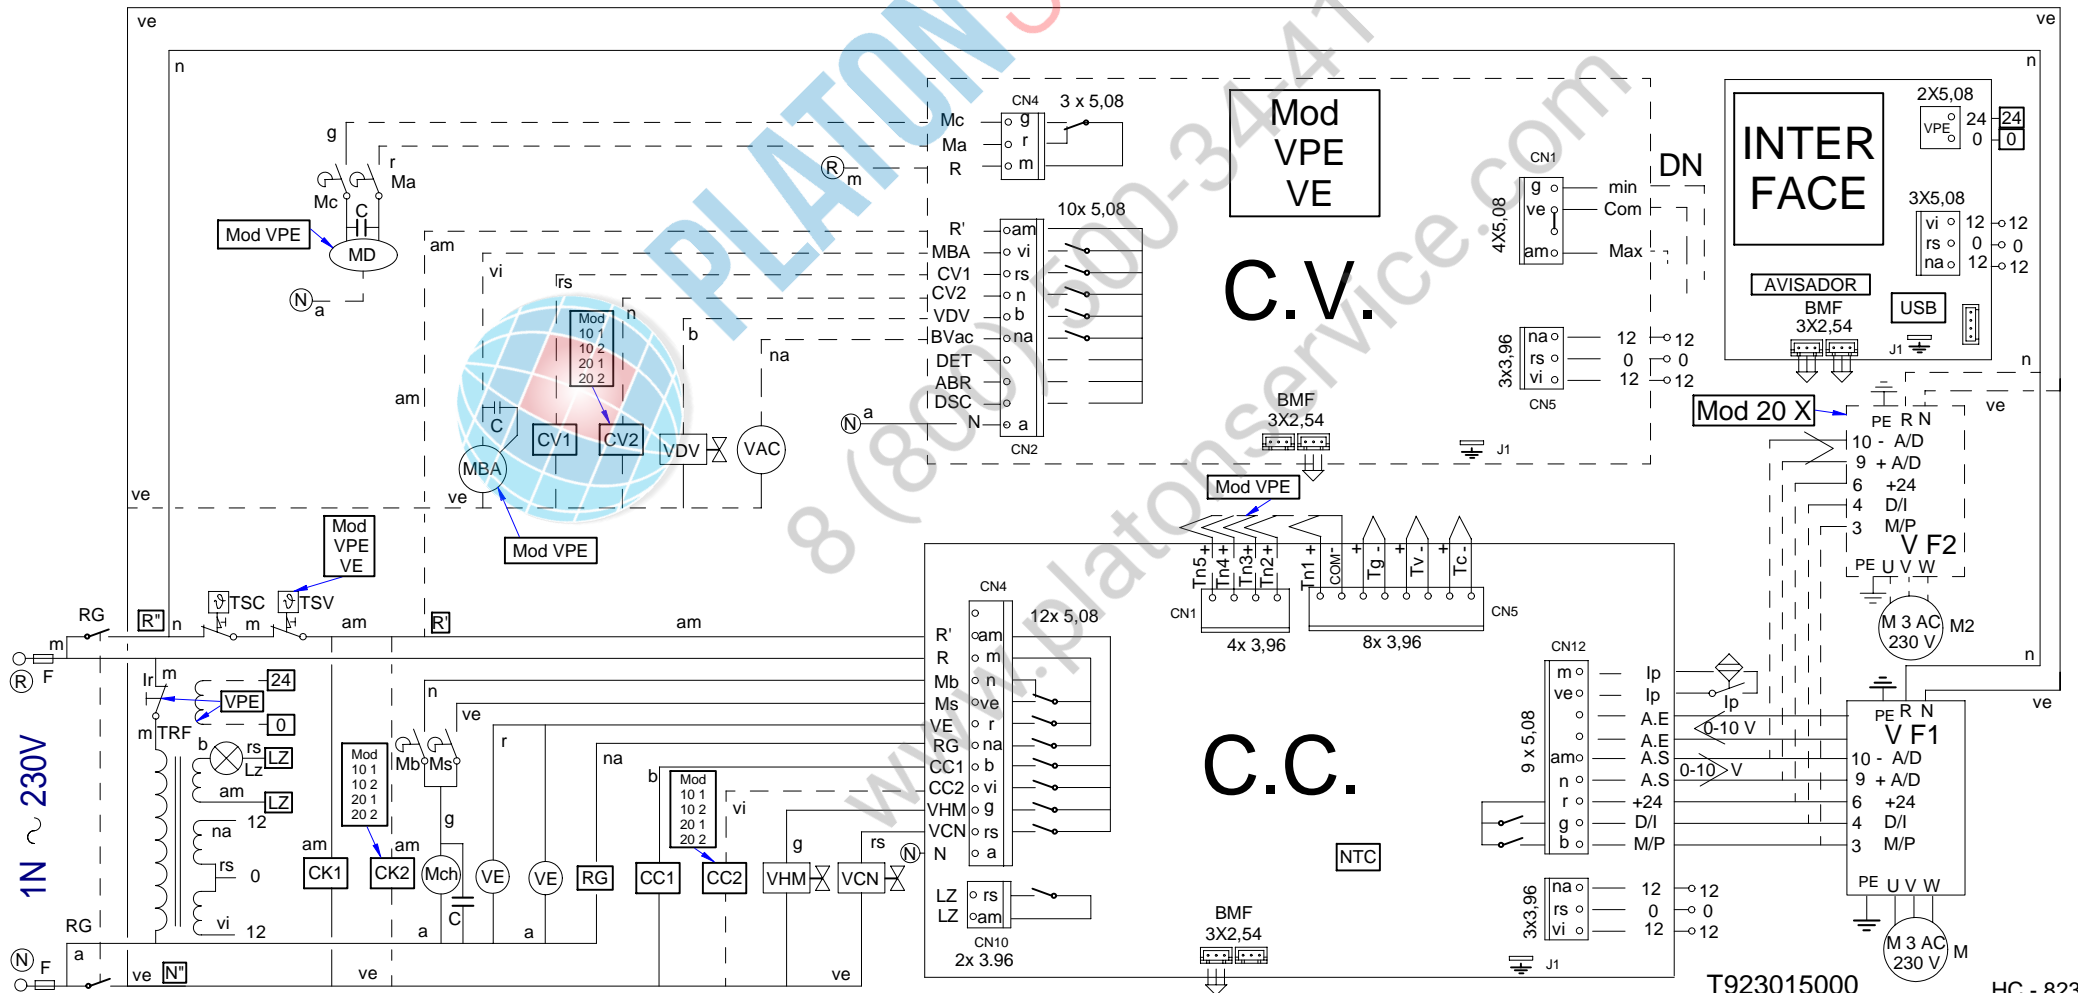 ve
ve
n
n
PLATON
8 (800) 500-34-41
www.platonservice.com
g
r
Mc
Ma
C
Mod VPE
MD
N
a
R
m
Mc
Ma
R
CN4
3 x 5,08
g
r
m
Mod
VPE
VE
C.V.
10x 5,08
R'
MBA
CV1
CV2
VDV
BVac
DET
ABR
DSC
N
am
vi
rs
n
b
na
a
CN2
am
vi
rs
n
b
na
Mod
10 1
10 2
20 1
20 2
am
C
MBA
CV1
CV2
VDV
VAC
N
a
ve
ve
Mod VPE
CN1
4X5,08
g
ve
am
min
Com
Max
DN
3x3,96
na
rs
vi
12
0
12
12
0
12
CN5
BMF
3X2,54
J1
INTER
FACE
2X5,08
VPE
24
0
24
0
3X5,08
vi
rs
na
12
0
12
12
0
12
AVISADOR
BMF
3X2,54
USB
J1
n
ve
Mod 20 X
PE R N
10 - A/D
9 + A/D
6 +24
4 D/I
3 M/P
V F2
PE U V W
M 3 AC
230 V
M2
n
ve
Mod
VPE
VE
TSC
TSV
RG
R"
n
m
am
R'
am
m
R
F
Ir
m
VPE
24
0
m
TRF
b
rs
LZ
Lz
am
LZ
na
12
rs
0
vi
12
1N ~ 230V
RG
N
F
a
ve
N"
ve
Mod
10 1
10 2
20 1
20 2
am
am
CK1
CK2
n
ve
Mb
Ms
g
Mch
C
a
r
VE
VE
a
na
RG
b
CC1
Mod
10 1
10 2
20 1
20 2
vi
CC2
g
VHM
rs
VCN
ve
N
Mod VPE
Tn5 +
Tn4 +
Tn3+
Tn2+
Tn1 +
COM-
+
Tg -
+
Tv -
+
Tc -
CN1
4x 3,96
8x 3,96
CN5
CN4
12x 5,08
R'
R
Mb
Ms
VE
RG
CC1
CC2
VHM
VCN
N
am
m
n
ve
r
na
b
vi
g
rs
a
LZ
LZ
rs
am
CN10
2x 3.96
C.C.
NTC
BMF
3X2,54
J1
CN12
9 x 5,08
m
ve
am
n
r
g
b
Ip
Ip
A.E
A.E
A.S
A.S
+24
D/I
M/P
Ip
0-10 V
0-10 V
3x3,96
na
rs
vi
12
0
12
12
0
12
PE R N
V F1
10 - A/D
9 + A/D
6 +24
4 D/I
3 M/P
PE U V W
M 3 AC
230 V
M
T923015000
HC - 823